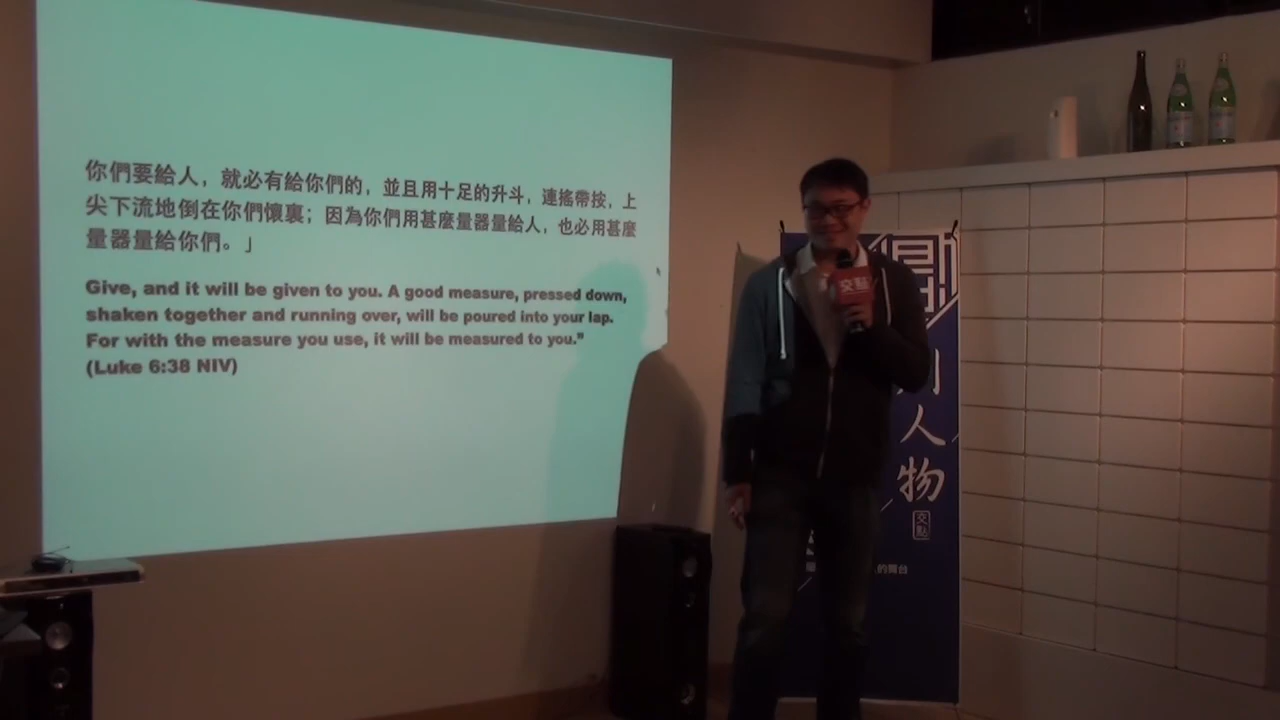 你們要給人，就必有給你們的，並且用十足的升斗，連搖帶按，上
尖下流地倒在你們懷裏；因為你們用甚麼量器量給人，也必用甚麼
量器量給你們。」
Give, and it will be given to you. A good measure, pressed down,
shaken together and running over, will be poured into your lap.
For with the measure you use, it will be measured to you."
(Luke 6:38 NIV)
交點
人
物
交點
的舞台